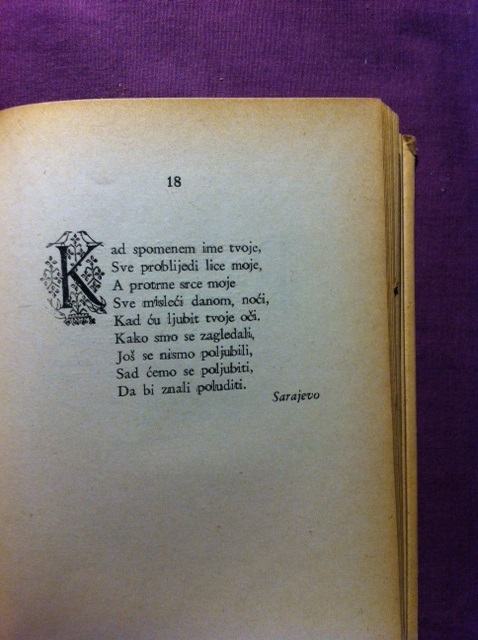 18
Kad spomenem ime tvoje,
Sve problijedi lice moje,
A protrne srce moje
Sve misleći danom, noći,
Kad ću ljubit tvoje oči.
Kako smo se zagledali,
Još se nismo poljubili,
Sad ćemo se poljubiti,
Da bi znali poluditi.
Sarajevo